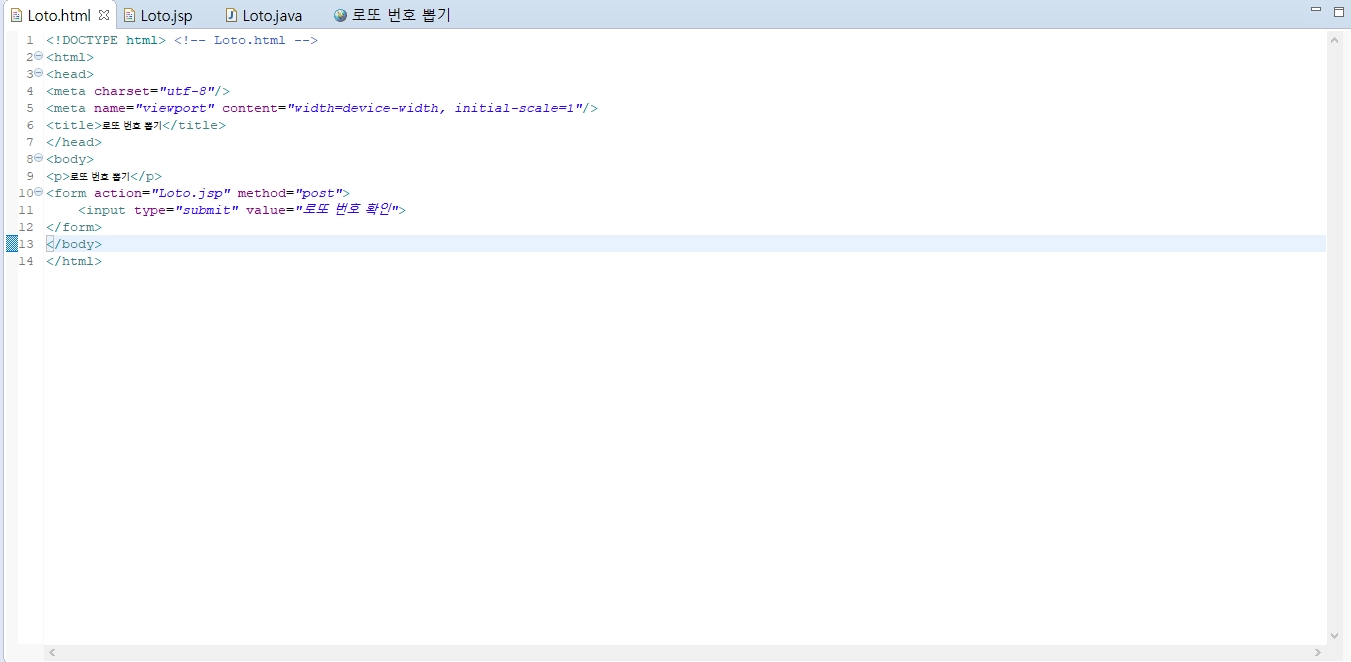 Loto.html Loto.jsp Loto.java 로또 번호 뽑기
1 <!DOCTYPE html> <!-- Loto.html -->
2 <html>
3 <head>
4 <meta charset="utf-8"/>
5 <meta name="viewport" content="width=device-width, initial-scale=1"/>
6 <title>로또 번호 뽑기</title>
7 </head>
8 <body>
9 <p>로또 번호 뽑기</p>
10 <form action="Loto.jsp" method="post">
11     <input type="submit" value="로또 번호 확인">
12 </form>
13 </body>
14 </html>